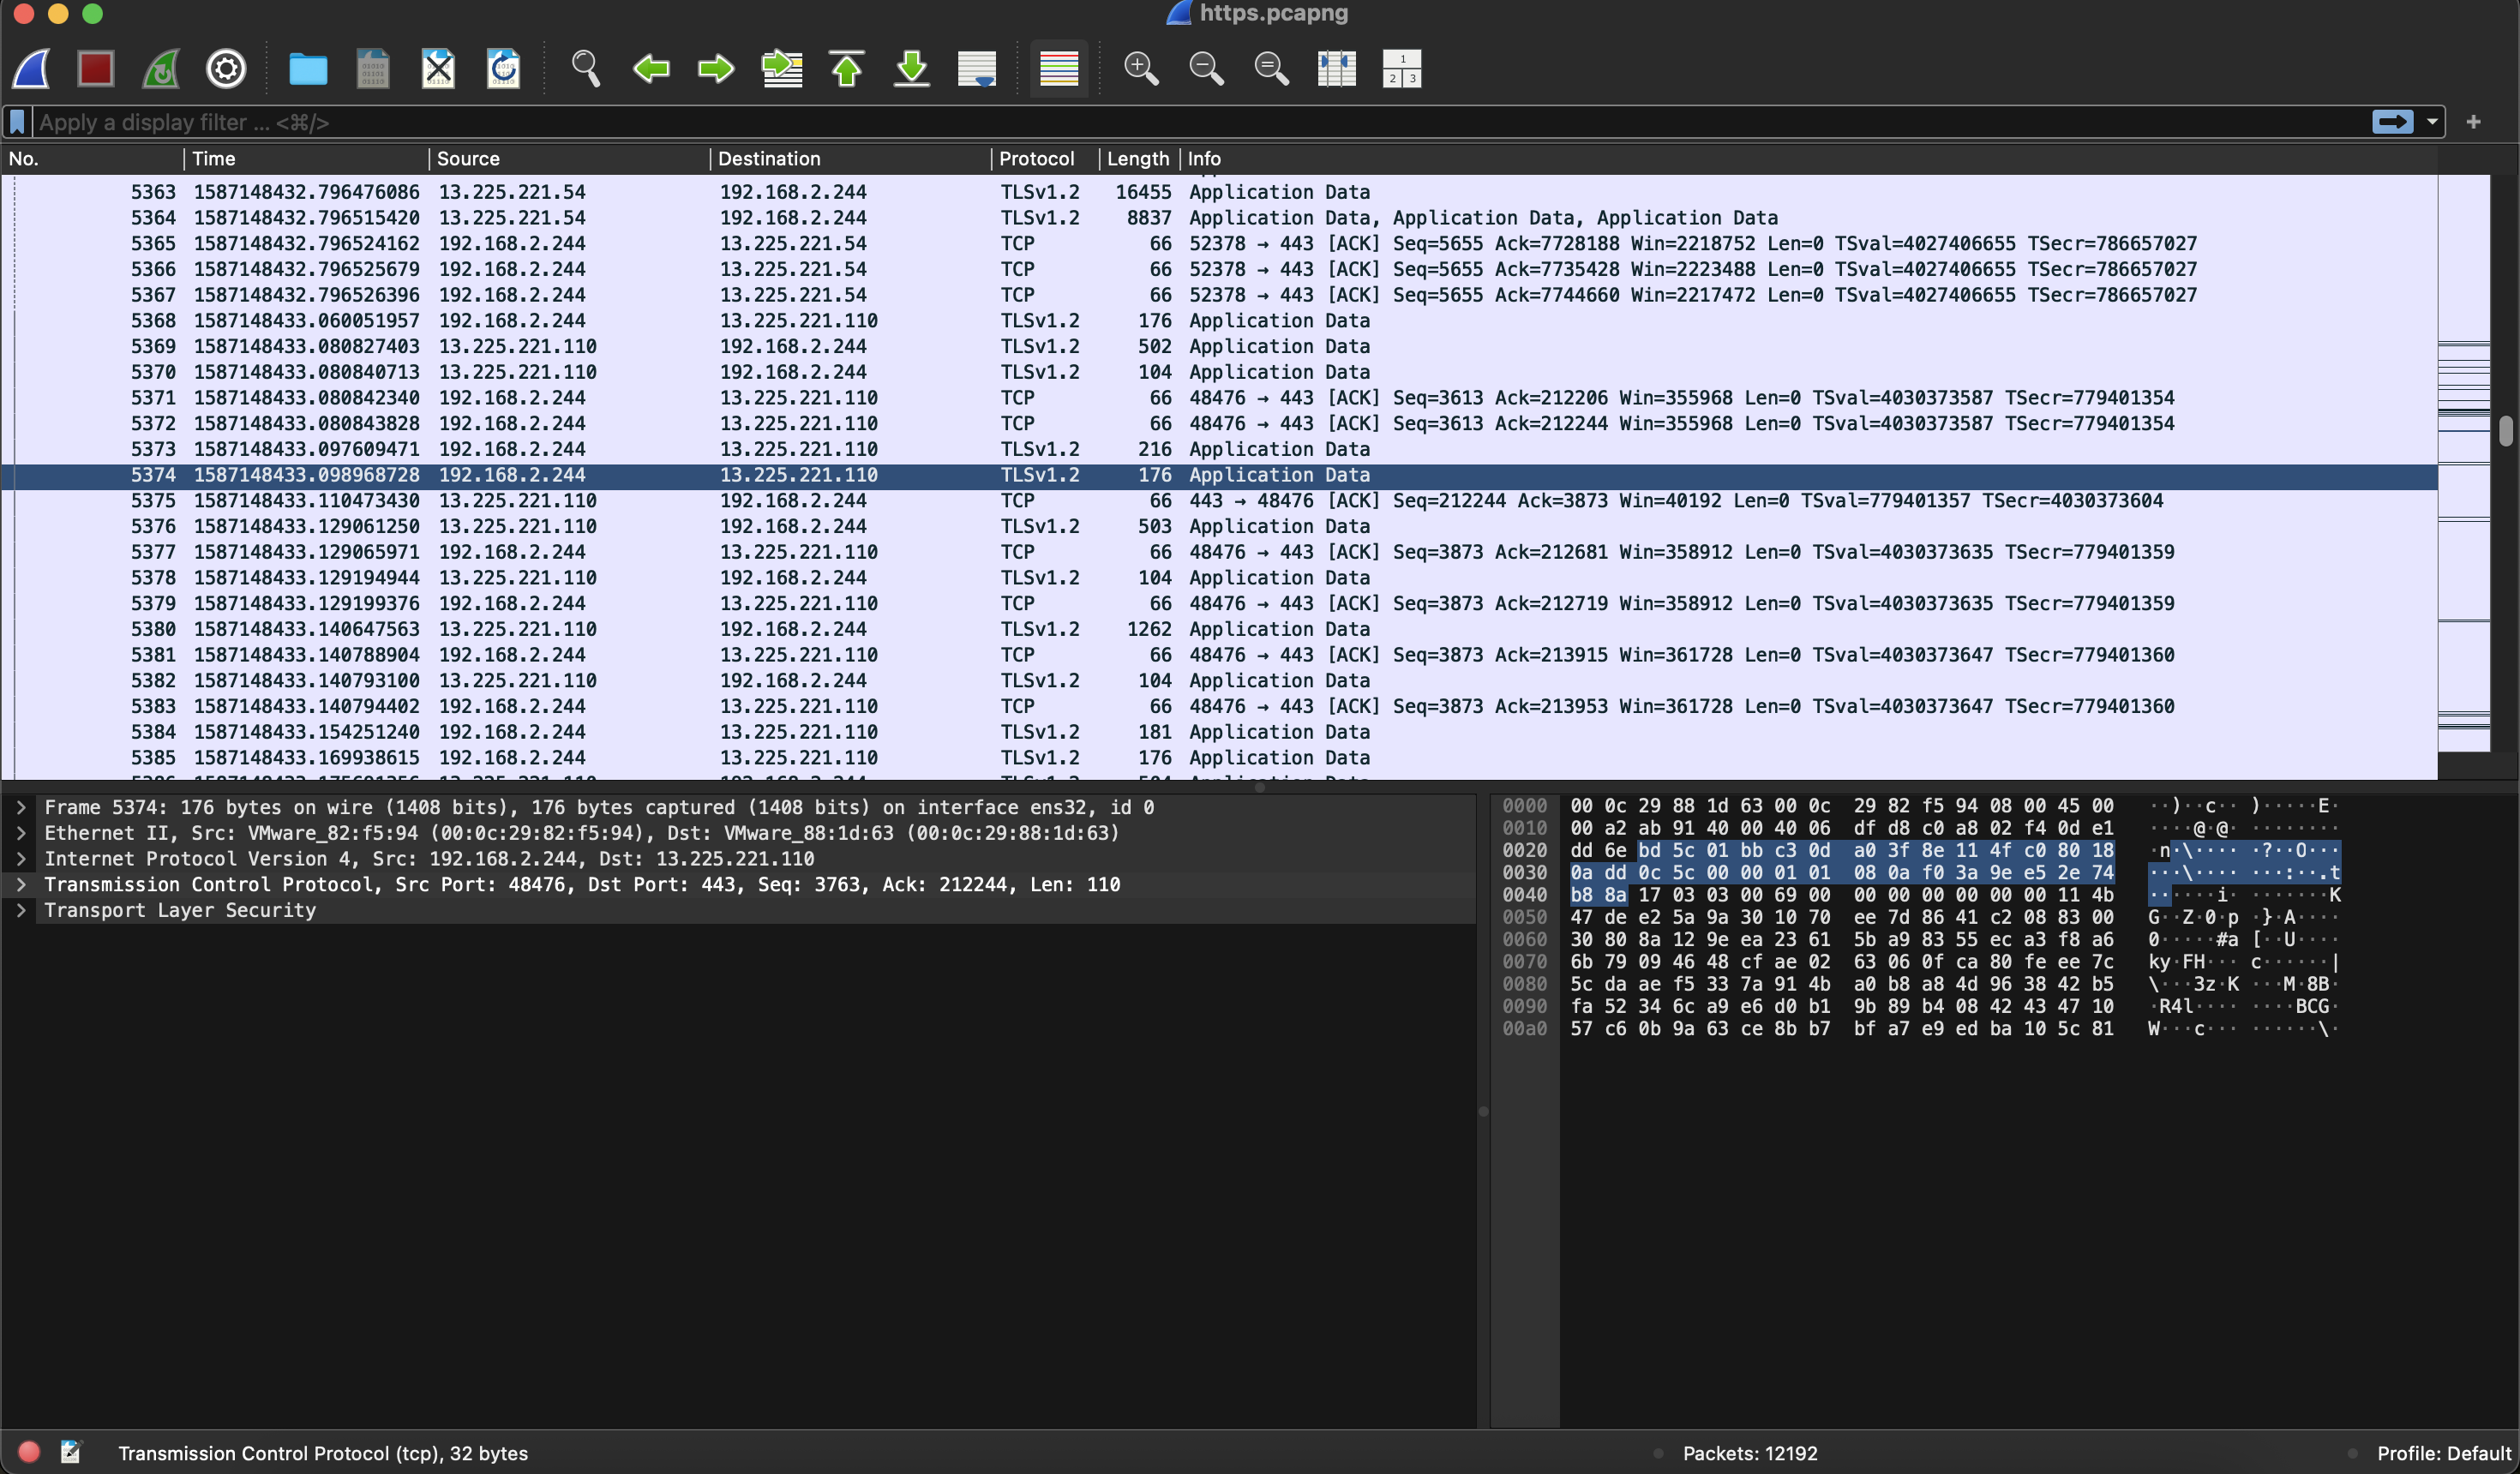 https.pcapng
1
2 3
Apply a display filter ... <⌘/>
No. Time Source Destination Protocol Length Info
5363 1587148432.796476086 13.225.221.54 192.168.2.244 TLSv1.2 16455 Application Data
5364 1587148432.796515420 13.225.221.54 192.168.2.244 TLSv1.2 8837 Application Data, Application Data, Application Data
5365 1587148432.796524162 192.168.2.244 13.225.221.54 TCP 66 52378 → 443 [ACK] Seq=5655 Ack=7728188 Win=2218752 Len=0 TSval=4027406655 TSecr=786657027
5366 1587148432.796525679 192.168.2.244 13.225.221.54 TCP 66 52378 → 443 [ACK] Seq=5655 Ack=7735428 Win=2223488 Len=0 TSval=4027406655 TSecr=786657027
5367 1587148432.796526396 192.168.2.244 13.225.221.54 TCP 66 52378 → 443 [ACK] Seq=5655 Ack=7744660 Win=2217472 Len=0 TSval=4027406655 TSecr=786657027
5368 1587148433.060051957 192.168.2.244 13.225.221.110 TLSv1.2 176 Application Data
5369 1587148433.080827403 13.225.221.110 192.168.2.244 TLSv1.2 502 Application Data
5370 1587148433.080840713 13.225.221.110 192.168.2.244 TLSv1.2 104 Application Data
5371 1587148433.080842340 192.168.2.244 13.225.221.110 TCP 66 48476 → 443 [ACK] Seq=3613 Ack=212206 Win=355968 Len=0 TSval=4030373587 TSecr=779401354
5372 1587148433.080843828 192.168.2.244 13.225.221.110 TCP 66 48476 → 443 [ACK] Seq=3613 Ack=212244 Win=355968 Len=0 TSval=4030373587 TSecr=779401354
5373 1587148433.097609471 192.168.2.244 13.225.221.110 TLSv1.2 216 Application Data
5374 1587148433.098968728 192.168.2.244 13.225.221.110 TLSv1.2 176 Application Data
5375 1587148433.110473430 13.225.221.110 192.168.2.244 TCP 66 443 → 48476 [ACK] Seq=212244 Ack=3873 Win=40192 Len=0 TSval=779401357 TSecr=4030373604
5376 1587148433.129061250 13.225.221.110 192.168.2.244 TLSv1.2 503 Application Data
5377 1587148433.129065971 192.168.2.244 13.225.221.110 TCP 66 48476 → 443 [ACK] Seq=3873 Ack=212681 Win=358912 Len=0 TSval=4030373635 TSecr=779401359
5378 1587148433.129194944 13.225.221.110 192.168.2.244 TLSv1.2 104 Application Data
5379 1587148433.129199376 192.168.2.244 13.225.221.110 TCP 66 48476 → 443 [ACK] Seq=3873 Ack=212719 Win=358912 Len=0 TSval=4030373635 TSecr=779401359
5380 1587148433.140647563 13.225.221.110 192.168.2.244 TLSv1.2 1262 Application Data
5381 1587148433.140788904 192.168.2.244 13.225.221.110 TCP 66 48476 → 443 [ACK] Seq=3873 Ack=213915 Win=361728 Len=0 TSval=4030373647 TSecr=779401360
5382 1587148433.140793100 13.225.221.110 192.168.2.244 TLSv1.2 104 Application Data
5383 1587148433.140794402 192.168.2.244 13.225.221.110 TCP 66 48476 → 443 [ACK] Seq=3873 Ack=213953 Win=361728 Len=0 TSval=4030373647 TSecr=779401360
5384 1587148433.154251240 192.168.2.244 13.225.221.110 TLSv1.2 181 Application Data
5385 1587148433.169938615 192.168.2.244 13.225.221.110 TLSv1.2 176 Application Data
Frame 5374: 176 bytes on wire (1408 bits), 176 bytes captured (1408 bits) on interface ens32, id 0
Ethernet II, Src: VMware_82:f5:94 (00:0c:29:82:f5:94), Dst: VMware_88:1d:63 (00:0c:29:88:1d:63)
Internet Protocol Version 4, Src: 192.168.2.244, Dst: 13.225.221.110
Transmission Control Protocol, Src Port: 48476, Dst Port: 443, Seq: 3763, Ack: 212244, Len: 110
Transport Layer Security
0000 00 0c 29 88 1d 63 00 0c 29 82 f5 94 08 00 45 00 ··)··c·· )·····E·
0010 00 a2 ab 91 40 00 40 06 df d8 c0 a8 02 f4 0d e1 ····@·@· ········
0020 dd 6e bd 5c 01 bb c3 0d a0 3f 8e 11 4f c0 80 18 ·n·\···· ·?··O···
0030 0a dd 0c 5c 00 00 01 01 08 0a f0 3a 9e e5 2e 74 ···\···· ···:··.t
0040 b8 8a 17 03 03 00 69 00 00 00 00 00 00 00 11 4b ······i· ·······K
0050 47 de e2 5a 9a 30 10 70 ee 7d 86 41 c2 08 83 00 G··Z·0·p ·}·A····
0060 30 80 8a 12 9e ea 23 61 5b a9 83 55 ec a3 f8 a6 0·····#a [··U····
0070 6b 79 09 46 48 cf ae 02 63 06 0f ca 80 fe ee 7c ky·FH··· c······|
0080 5c da ae f5 33 7a 91 4b a0 b8 a8 4d 96 38 42 b5 \···3z·K ···M·8B·
0090 fa 52 34 6c a9 e6 d0 b1 9b 89 b4 08 42 43 47 10 ·R4l···· ····BCG·
00a0 57 c6 0b 9a 63 ce 8b b7 bf a7 e9 ed ba 10 5c 81 W···c··· ······\·
Transmission Control Protocol (tcp), 32 bytes
Packets: 12192
Profile: Default